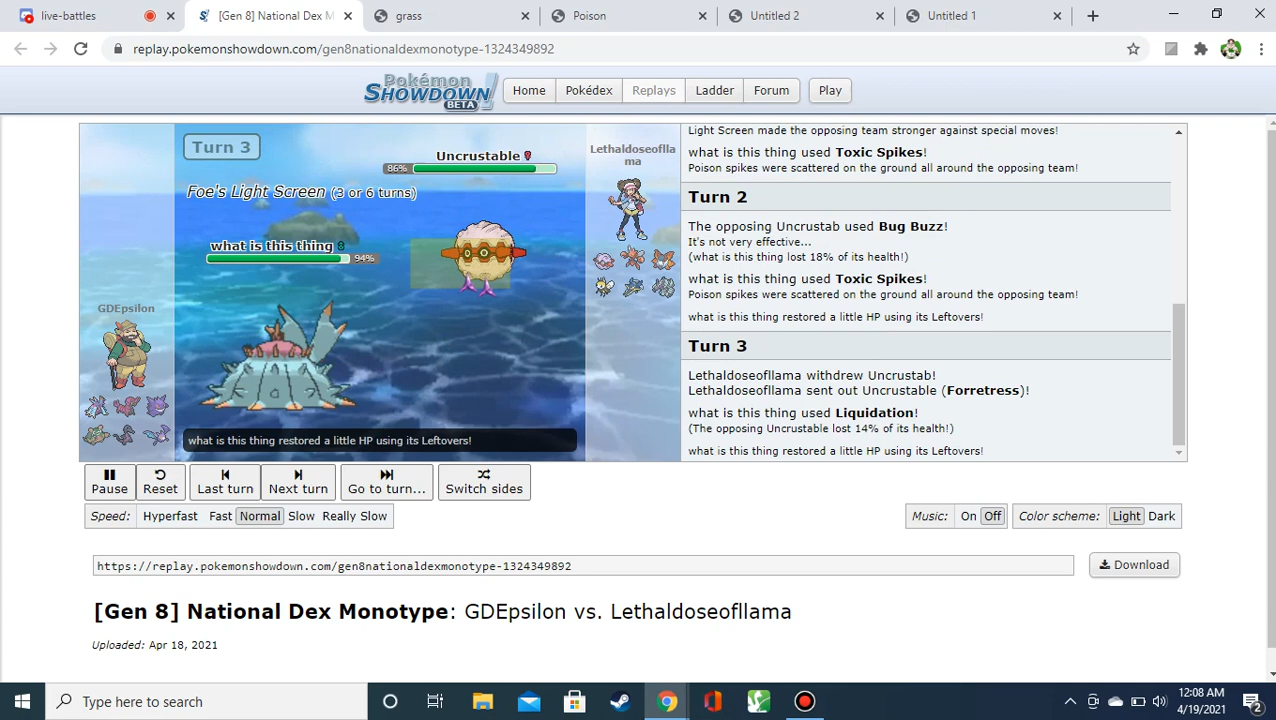 live-battles
[Gen 8] National Dex M
grass
Poison
Untitled 2
Untitled 1
replay.pokemonshowdown.com/gen8nationaldexmonotype-1324349892
Pokémon
SHOWDOWN!
BETA
Home
Pokédex
Replays
Ladder
Forum
Play
Turn 3
Uncrustable
86%
Foe's Light Screen (3 or 6 turns)
what is this thing
94%
GDEpsilon
Lethaldoseoflla
ma
what is this thing restored a little HP using its Leftovers!
Light Screen made the opposing team stronger against special moves!
what is this thing used Toxic Spikes!
Poison spikes were scattered on the ground all around the opposing team!
Turn 2
The opposing Uncrustab used Bug Buzz!
It's not very effective...
(what is this thing lost 18% of its health!)
what is this thing used Toxic Spikes!
Poison spikes were scattered on the ground all around the opposing team!
what is this thing restored a little HP using its Leftovers!
Turn 3
Lethaldoseofllama withdrew Uncrustab!
Lethaldoseofllama sent out Uncrustable (Forretress)!
what is this thing used Liquidation!
(The opposing Uncrustable lost 14% of its health!)
what is this thing restored a little HP using its Leftovers!
Pause
Reset
Last turn
Next turn
Go to turn...
Switch sides
Speed: Hyperfast Fast Normal Slow Really Slow
Music: On Off
Color scheme: Light Dark
https://replay.pokemonshowdown.com/gen8nationaldexmonotype-1324349892
Download
[Gen 8] National Dex Monotype: GDEpsilon vs. Lethaldoseofllama
Uploaded: Apr 18, 2021
Type here to search
12:08 AM
4/19/2021
2